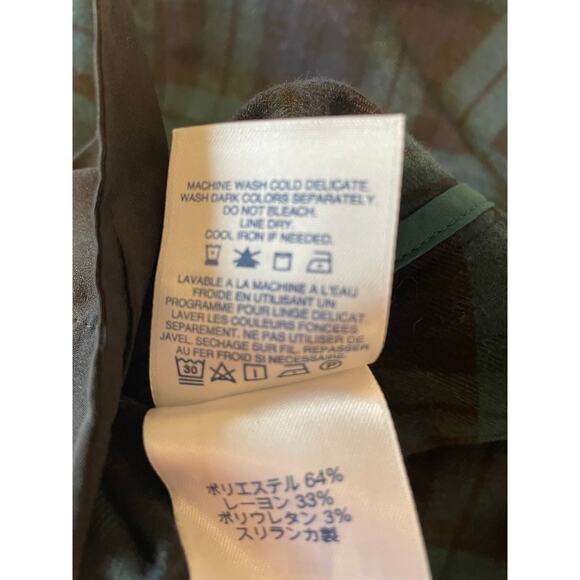 MACHINE WASH COLD DELICATE.
WASH DARK COLORS SEPARATELY.
DO NOT BLEACH.
LINE DRY.
COOL IRON IF NEEDED.
LAVABLE A LA MACHINE A L'EAU
FROIDE EN UTILISANT UN
PROGRAMME POUR LINGE DELICAT.
LAVER LES COULEURS FONCEES
SEPAREMENT. NE PAS UTILISER DE
JAVEL. SECHAGE SUR FIL. REPASSER
AU FER FROID SI NECESSAIRE.
30 P
ポリエステル 64%
レーヨン 33%
ポリウレタン 3%
スリランカ製